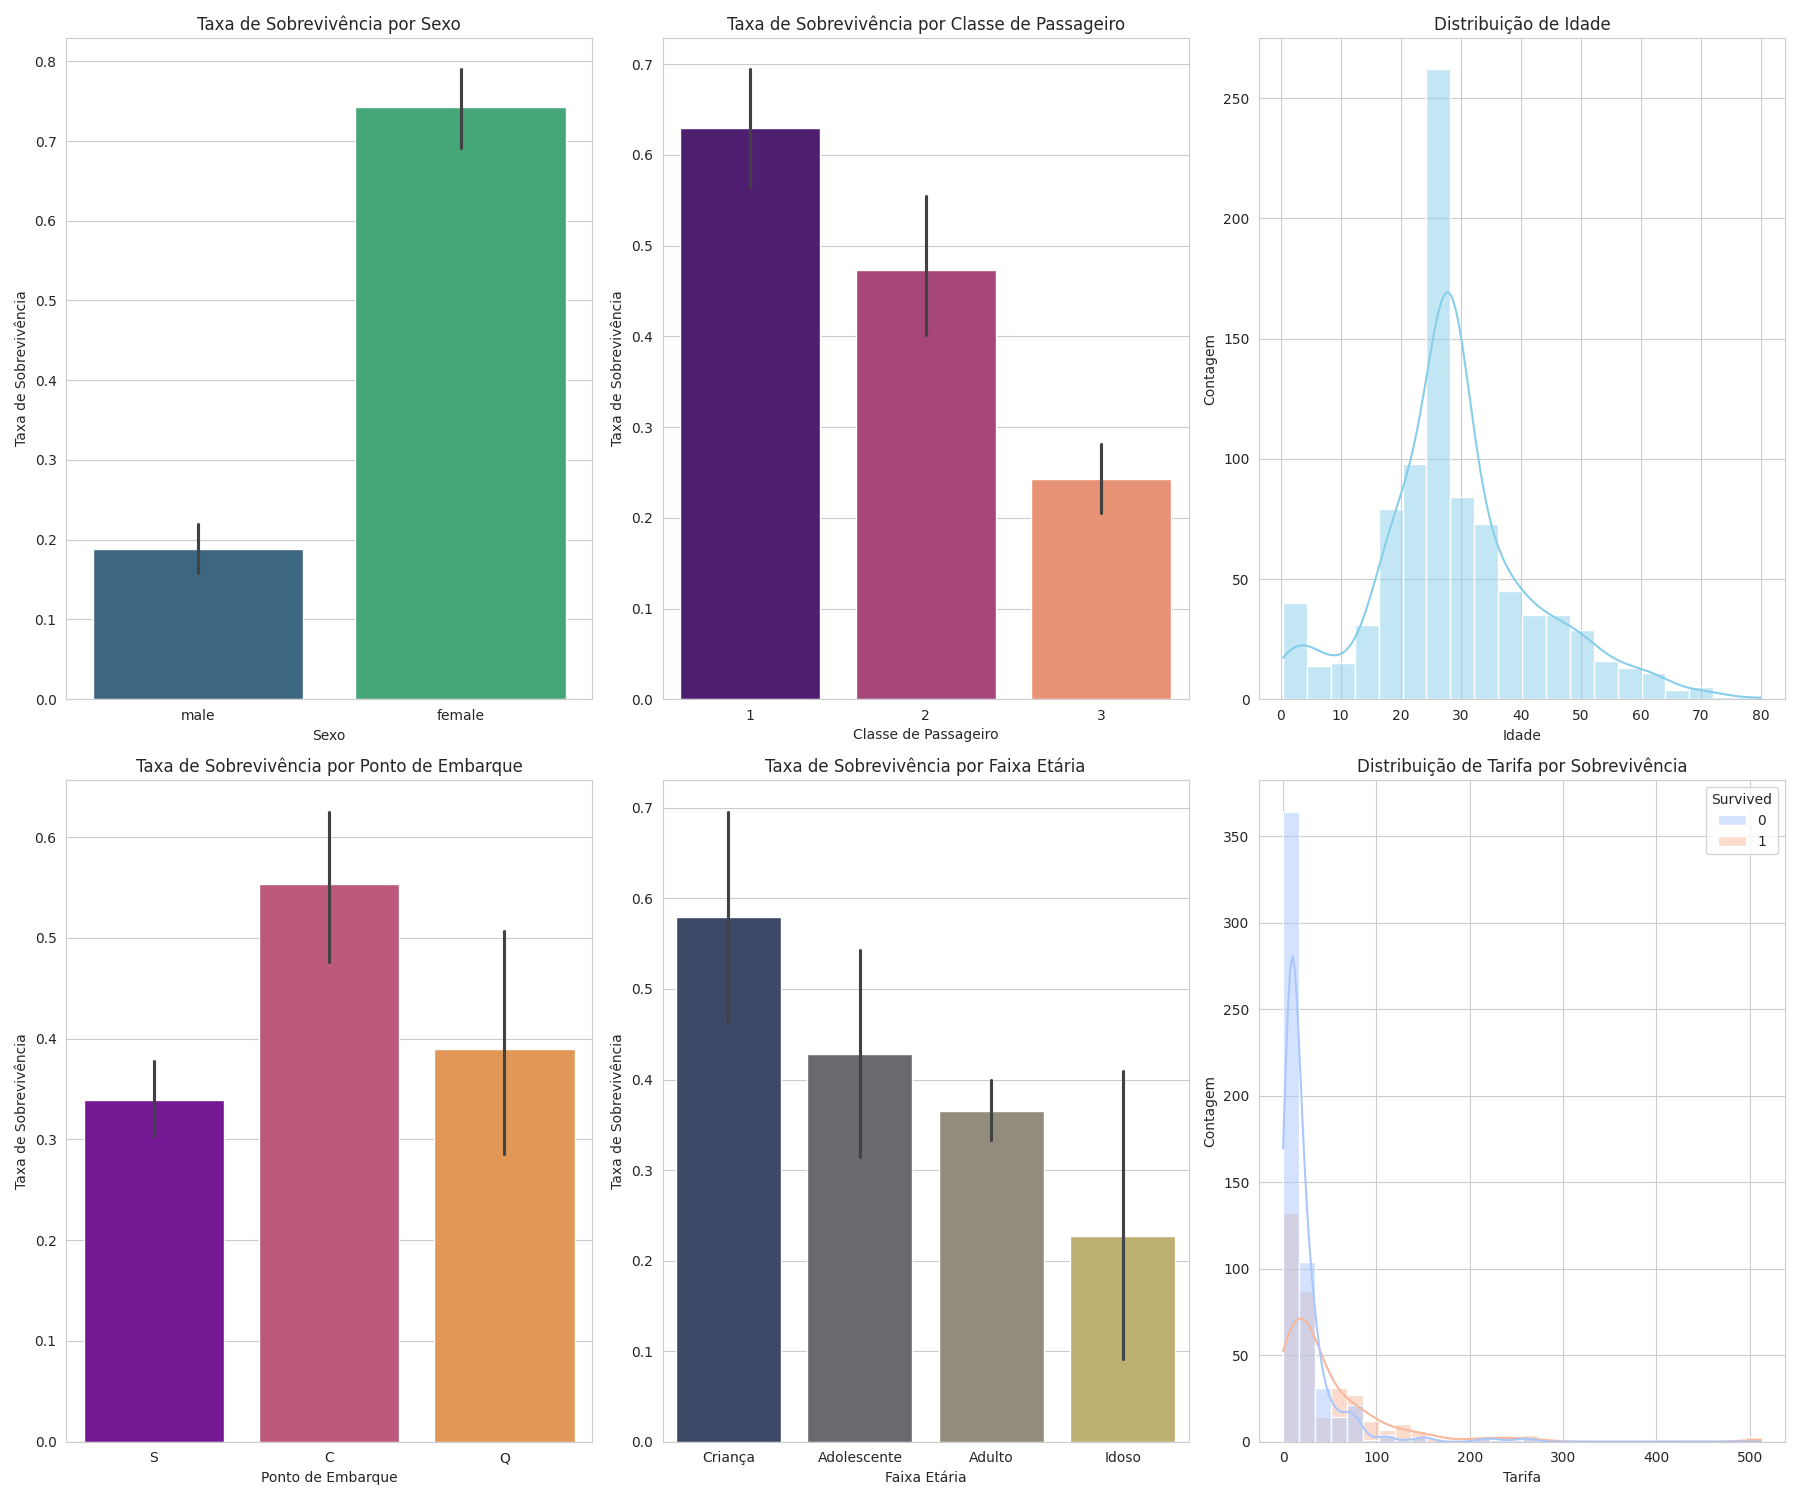 Taxa de Sobrevivência por Sexo
Taxa de Sobrevivência
0.8
0.7
0.6
0.5
0.4
0.3
0.2
0.1
0.0
male female
Sexo
Taxa de Sobrevivência por Classe de Passageiro
Taxa de Sobrevivência
0.7
0.6
0.5
0.4
0.3
0.2
0.1
0.0
1 2 3
Classe de Passageiro
Distribuição de Idade
Contagem
250
200
150
100
50
0
0 10 20 30 40 50 60 70 80
Idade
Taxa de Sobrevivência por Ponto de Embarque
Taxa de Sobrevivência
0.6
0.5
0.4
0.3
0.2
0.1
0.0
S C Q
Ponto de Embarque
Taxa de Sobrevivência por Faixa Etária
Taxa de Sobrevivência
0.7
0.6
0.5
0.4
0.3
0.2
0.1
0.0
Criança Adolescente Adulto Idoso
Faixa Etária
Distribuição de Tarifa por Sobrevivência
Survived
0
1
Contagem
350
300
250
200
150
100
50
0
0 100 200 300 400 500
Tarifa